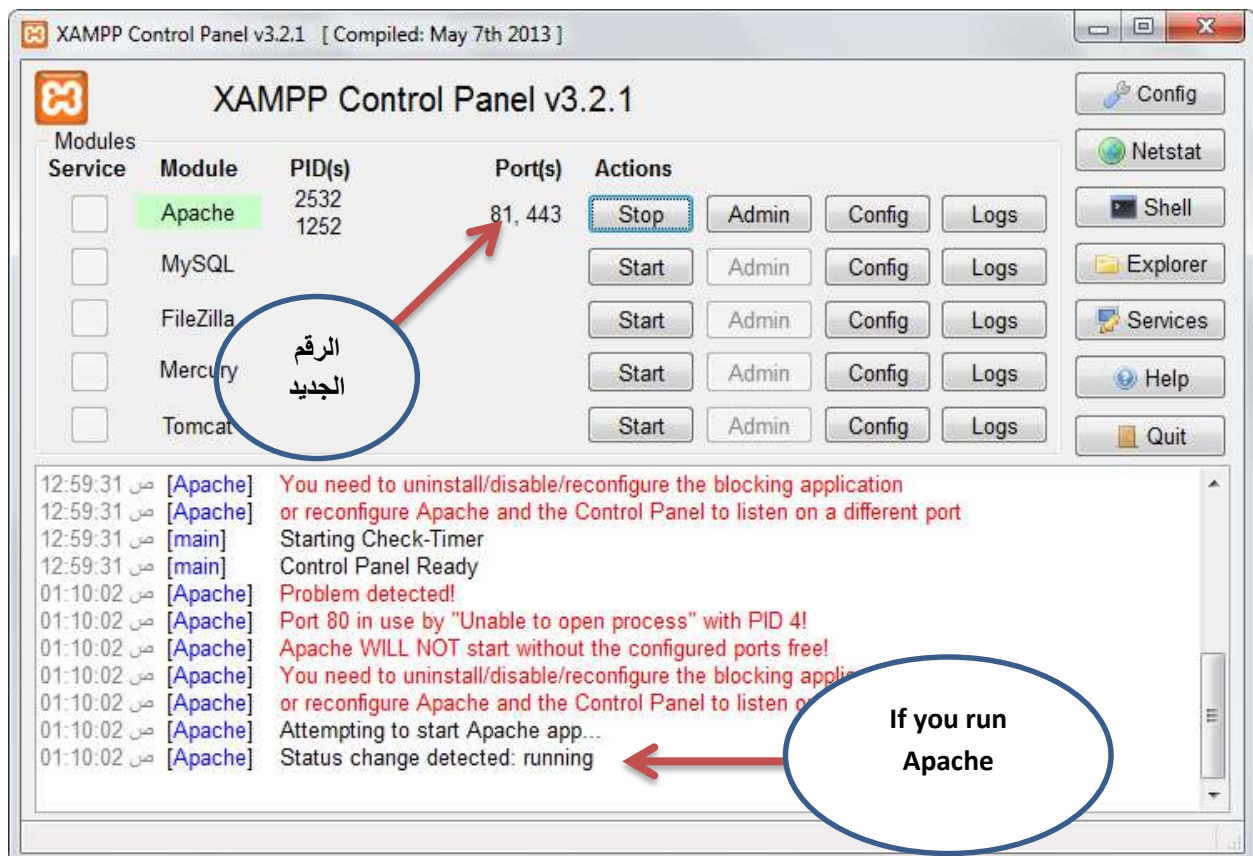 XAMPP Control Panel v3.2.1 [ Compiled: May 7th 2013 ]
XAMPP Control Panel v3.2.1
Config
Modules
Netstat
Service Module PID(s) Port(s) Actions
Apache 2532 1252 81, 443 Stop Admin Config Logs
Shell
MySQL Start Admin Config Logs
Explorer
FileZilla Start Admin Config Logs
Services
الرقم
الجديد
Mercury Start Admin Config Logs
Help
Tomcat Start Admin Config Logs
Quit
12:59:31 ص [Apache] You need to uninstall/disable/reconfigure the blocking application
12:59:31 ص [Apache] or reconfigure Apache and the Control Panel to listen on a different port
12:59:31 ص [main] Starting Check-Timer
12:59:31 ص [main] Control Panel Ready
01:10:02 ص [Apache] Problem detected!
01:10:02 ص [Apache] Port 80 in use by "Unable to open process" with PID 4!
01:10:02 ص [Apache] Apache WILL NOT start without the configured ports free!
01:10:02 ص [Apache] You need to uninstall/disable/reconfigure the blocking
01:10:02 ص [Apache] or reconfigure Apache and the Control Panel to listen
01:10:02 ص [Apache] Attempting to start Apache app...
01:10:02 ص [Apache] Status change detected: running
If you run
Apache